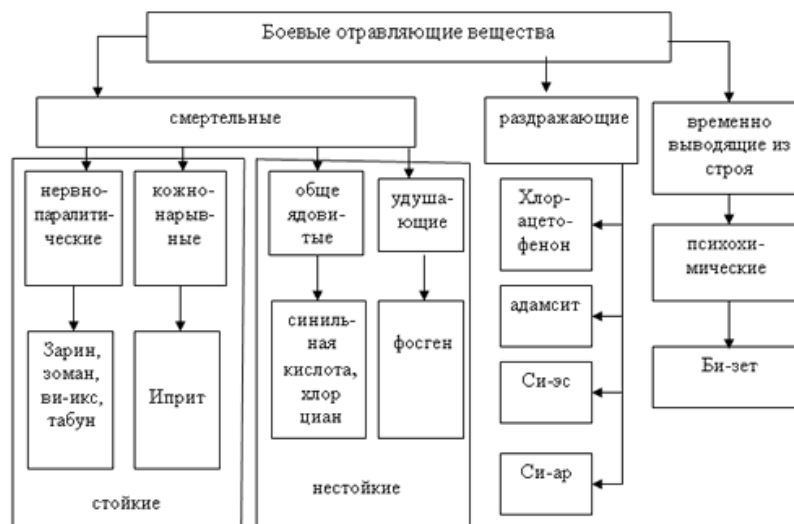 Боевые отравляющие вещества
смертельные
раздражающие
временно
выводящие из
строя
нервно-
паралити-
ческие
кожно-
нарыв-
ные
обще
ядови-
тые
удуша-
ющие
Хлор-
ацето-
фенон
психохи-
мические
Зарин,
зоман,
ви-икс,
табун
Иприт
синиль-
ная
кислота,
хлор
циан
фосген
адамсит
Си-эс
Си-ар
Би-зет
стойкие
нестойкие